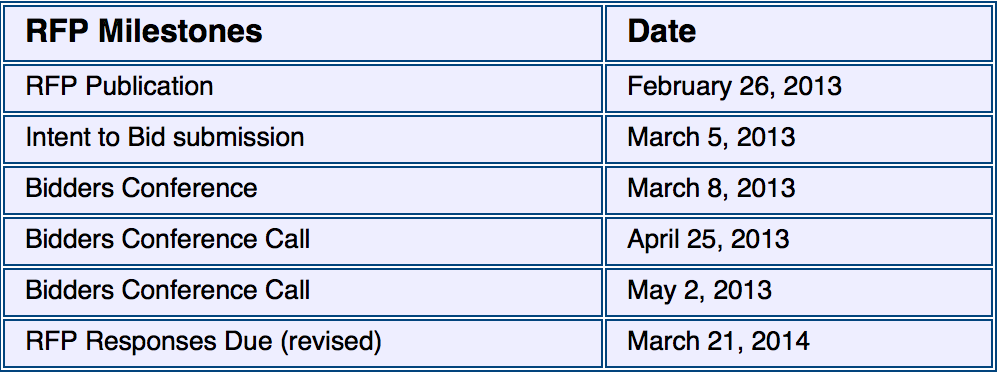 RFP Milestones Date
RFP Publication February 26, 2013
Intent to Bid submission March 5, 2013
Bidders Conference March 8, 2013
Bidders Conference Call April 25, 2013
Bidders Conference Call May 2, 2013
RFP Responses Due (revised) March 21, 2014